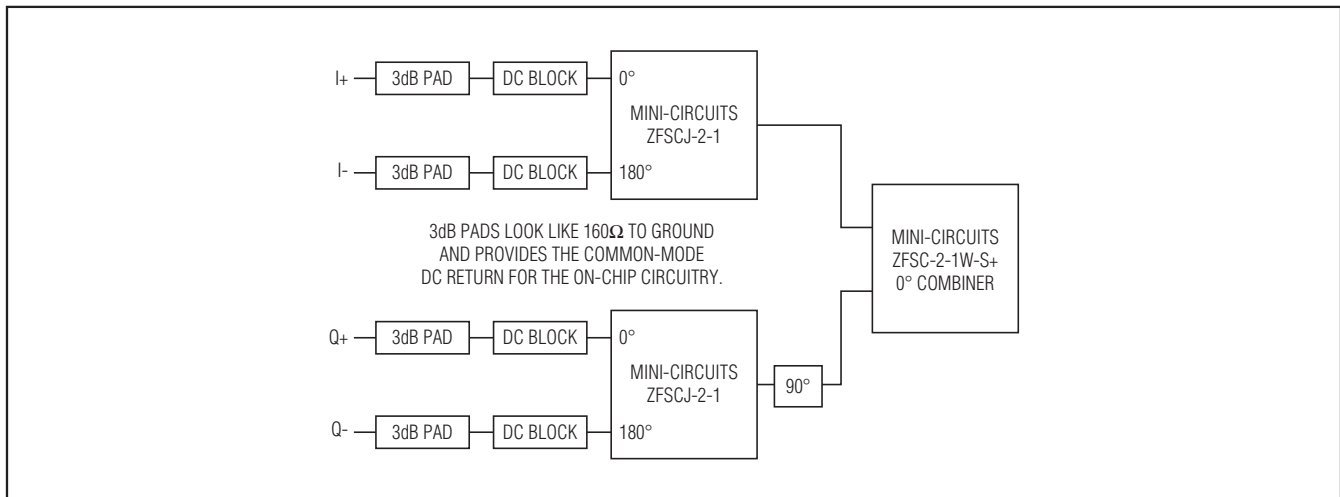 I+
3dB PAD
DC BLOCK
0°
MINI-CIRCUITS
ZFSCJ-2-1
I-
3dB PAD
DC BLOCK
180°
3dB PADS LOOK LIKE 160Ω TO GROUND
AND PROVIDES THE COMMON-MODE
DC RETURN FOR THE ON-CHIP CIRCUITRY.
MINI-CIRCUITS
ZFSC-2-1W-S+
0° COMBINER
Q+
3dB PAD
DC BLOCK
0°
MINI-CIRCUITS
ZFSCJ-2-1
90°
Q-
3dB PAD
DC BLOCK
180°